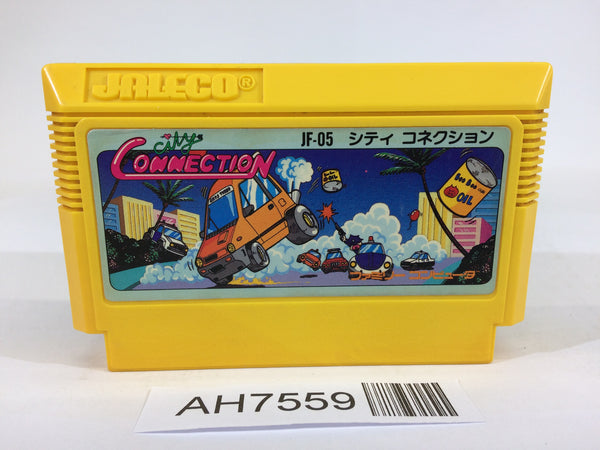 JALECO®
City
CONNECTION
JF-05 シティ コネクション
OIL
OIL
ファミリー コンピュータ
AH7559